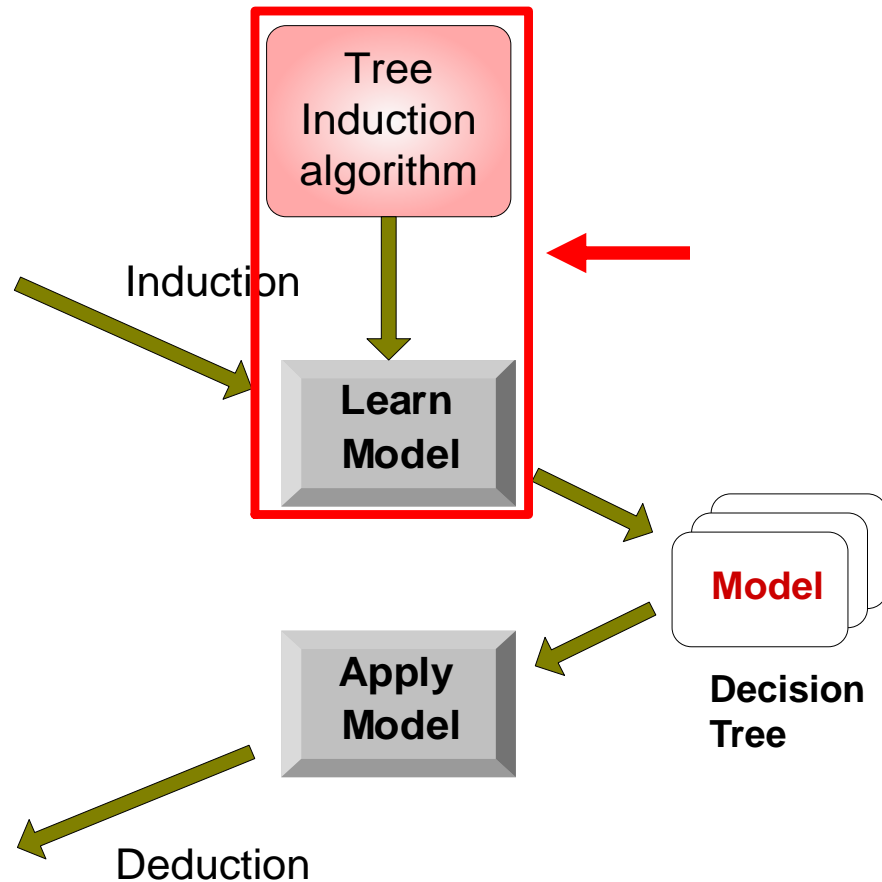 Tree
Induction
algorithm
Induction
Learn
Model
Model
Decision
Tree
Apply
Model
Deduction